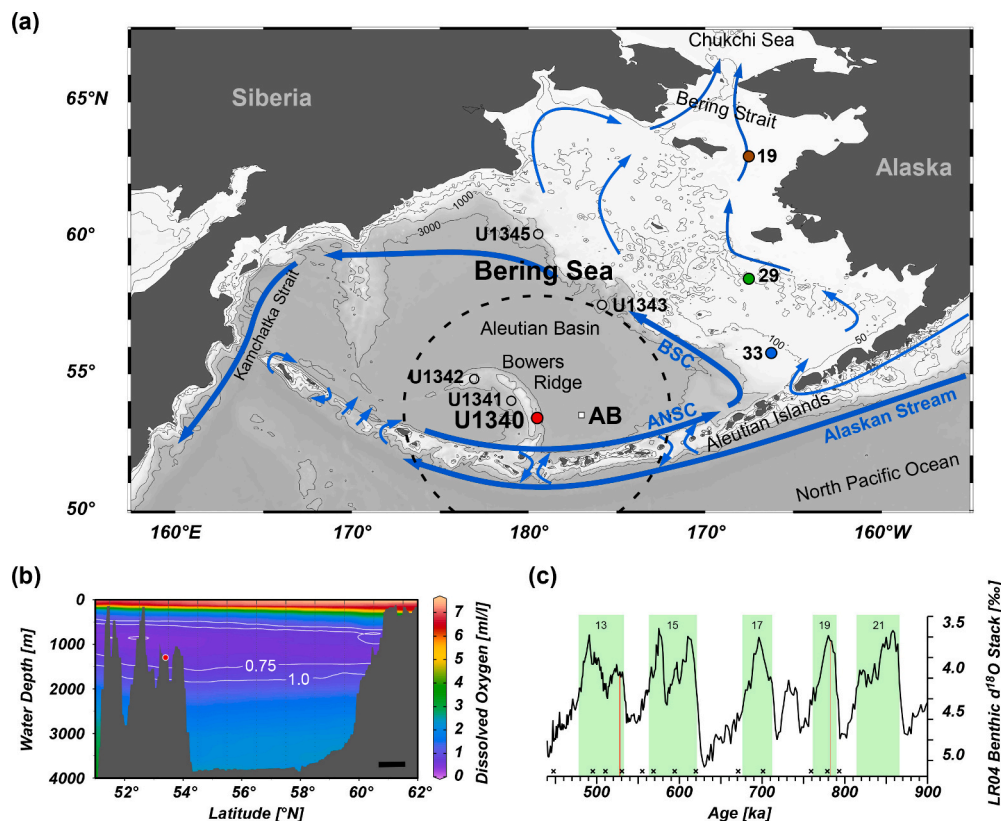 (a)
Chukchi Sea
65°N
Siberia
Bering Strait
19
Alaska
1000
3000
60°
U1345
Bering Sea
29
Kamchatka Strait
U1343
Aleutian Basin
50
100
33
BSC
55°
Bowers
Ridge
U1342
U1341
U1340
AB
ANSC
Aleutian Islands
Alaskan Stream
North Pacific Ocean
50°
160°E
170°
180°
170°
160°W
(b)
Water Depth [m]
0
1000
2000
3000
4000
0.75
1.0
52°
54°
56°
58°
60°
62°
Latitude [°N]
7
6
5
4
3
2
1
0
Dissolved Oxygen [ml/l]
(c)
13
15
17
19
21
3.5
4.0
4.5
5.0
LR04 Benthic d18O Stack [‰]
500
600
700
800
900
Age [ka]